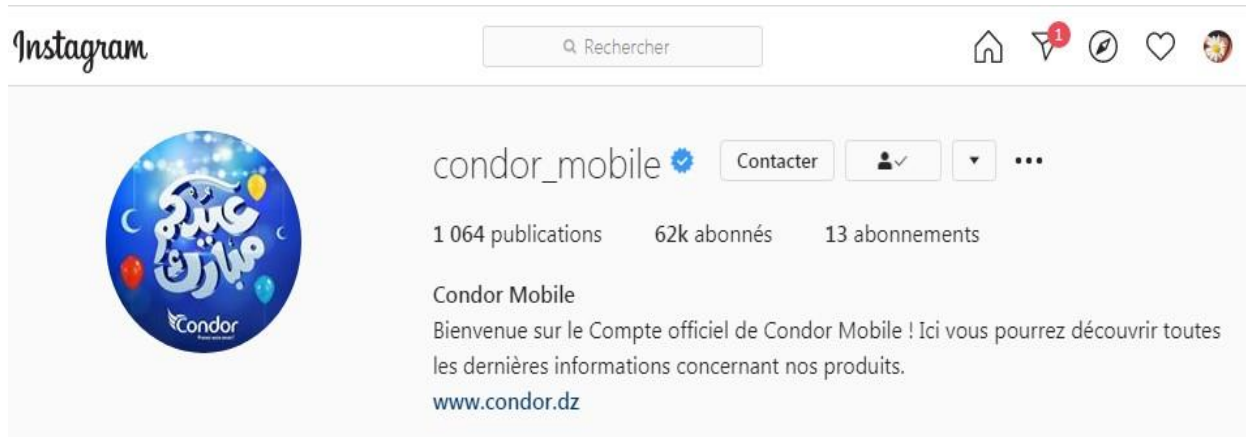 Instagram
Rechercher
1
condor_mobile Contacter
1 064 publications 62k abonnés 13 abonnements
عيدكم
مبارك
Condor
Condor Mobile
Bienvenue sur le Compte officiel de Condor Mobile ! Ici vous pourrez découvrir toutes
les dernières informations concernant nos produits.
www.condor.dz